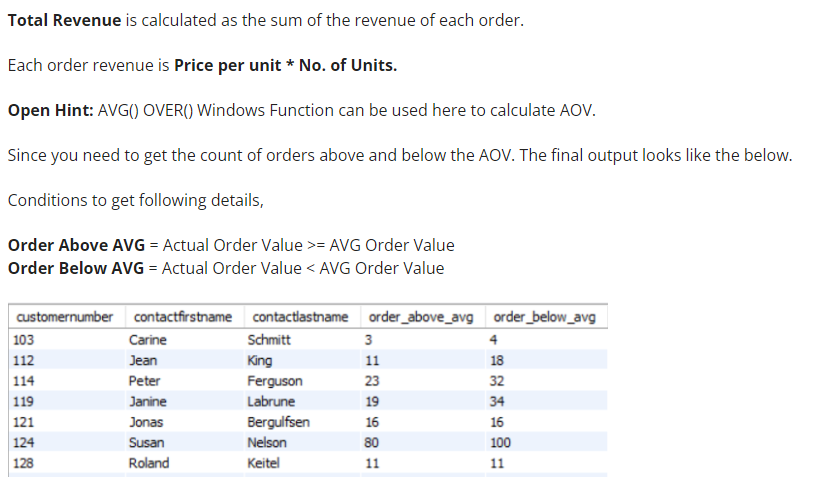 Total Revenue is calculated as the sum of the revenue of each order.
Each order revenue is Price per unit * No. of Units.
Open Hint: AVG() OVER() Windows Function can be used here to calculate AOV.
Since you need to get the count of orders above and below the AOV. The final output looks like the below.
Conditions to get following details,
Order Above AVG = Actual Order Value >= AVG Order Value
Order Below AVG = Actual Order Value < AVG Order Value
customernumber contactfirstname contactlastname order_above_avg order_below_avg
103 Carine Schmitt 3 4
112 Jean King 11 18
114 Peter Ferguson 23 32
119 Janine Labrune 19 34
121 Jonas Bergulfsen 16 16
124 Susan Nelson 80 100
128 Roland Keitel 11 11